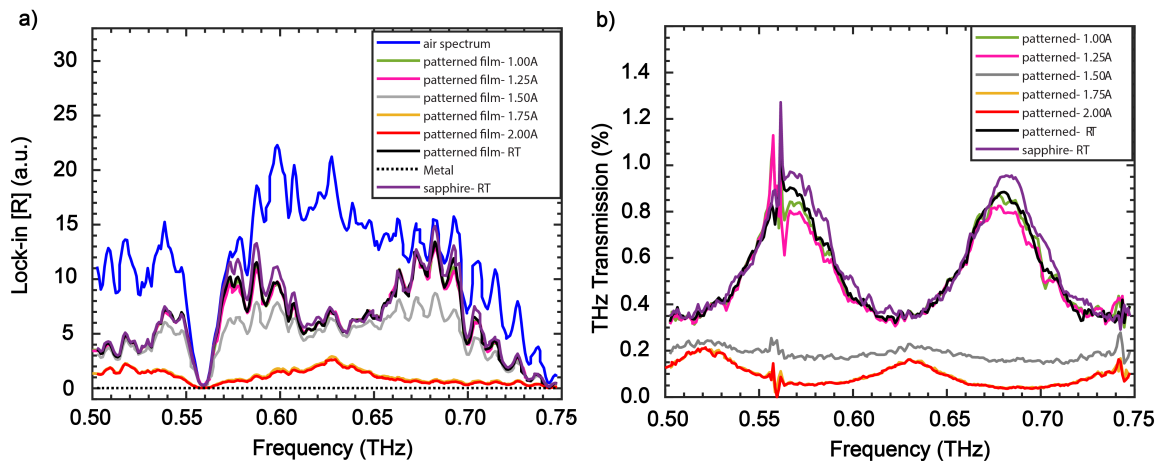 a)
Lock-in [R] (a.u.)
30
25
20
15
10
5
0
air spectrum
patterned film- 1.00A
patterned film- 1.25A
patterned film- 1.50A
patterned film- 1.75A
patterned film- 2.00A
patterned film- RT
Metal
sapphire- RT
0.50 0.55 0.60 0.65 0.70 0.75
Frequency (THz)
b)
THz Transmission (%)
1.4
1.2
1.0
0.8
0.6
0.4
0.2
0.0
patterned- 1.00A
patterned- 1.25A
patterned- 1.50A
patterned- 1.75A
patterned- 2.00A
patterned- RT
sapphire- RT
0.50 0.55 0.60 0.65 0.70 0.75
Frequency (THz)